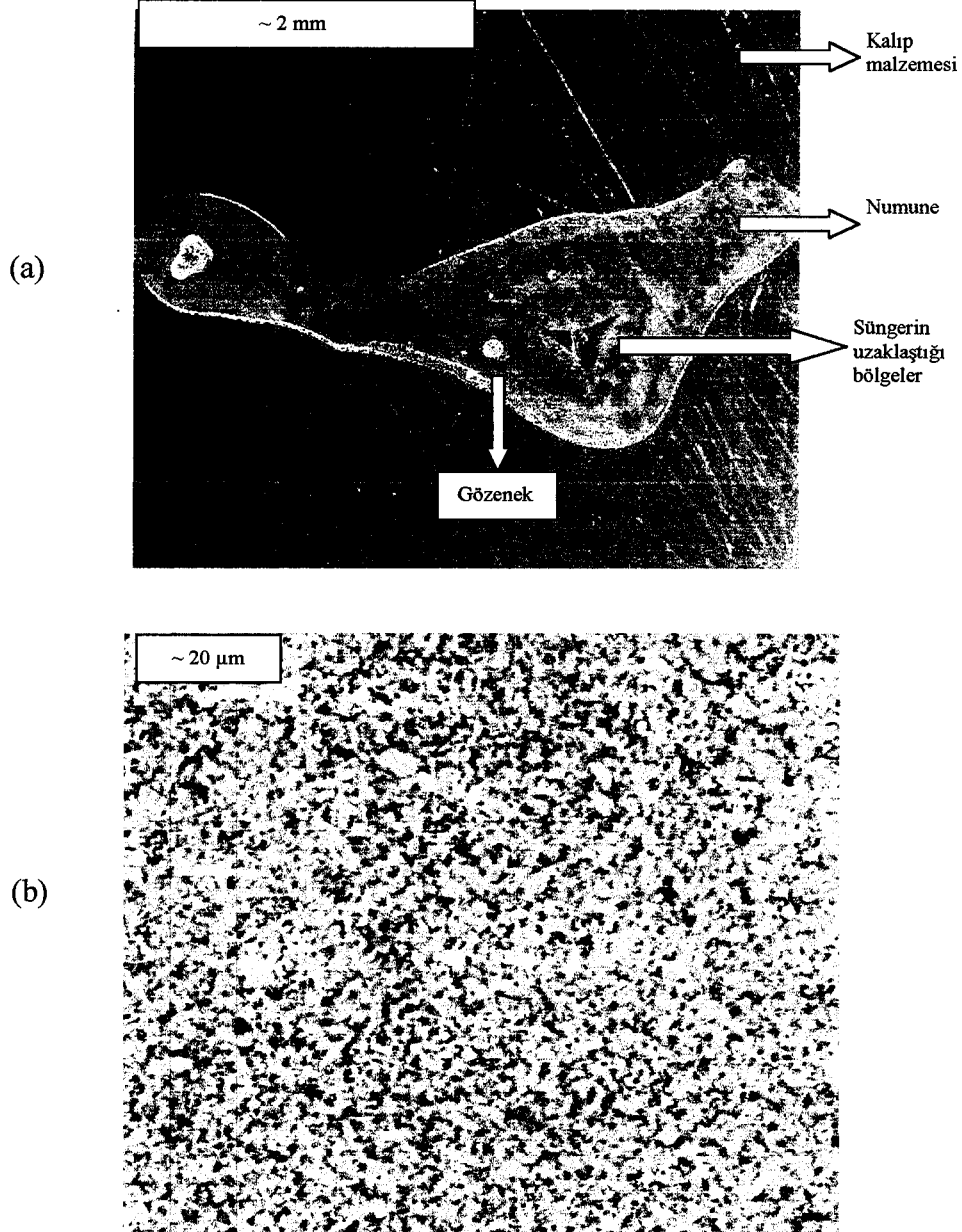 ~ 2 mm
Kalıp
malzemesi
Numune
(a)
Süngerin
uzaklaştığı
bölgeler
Gözenek
~ 20 µm
(b)